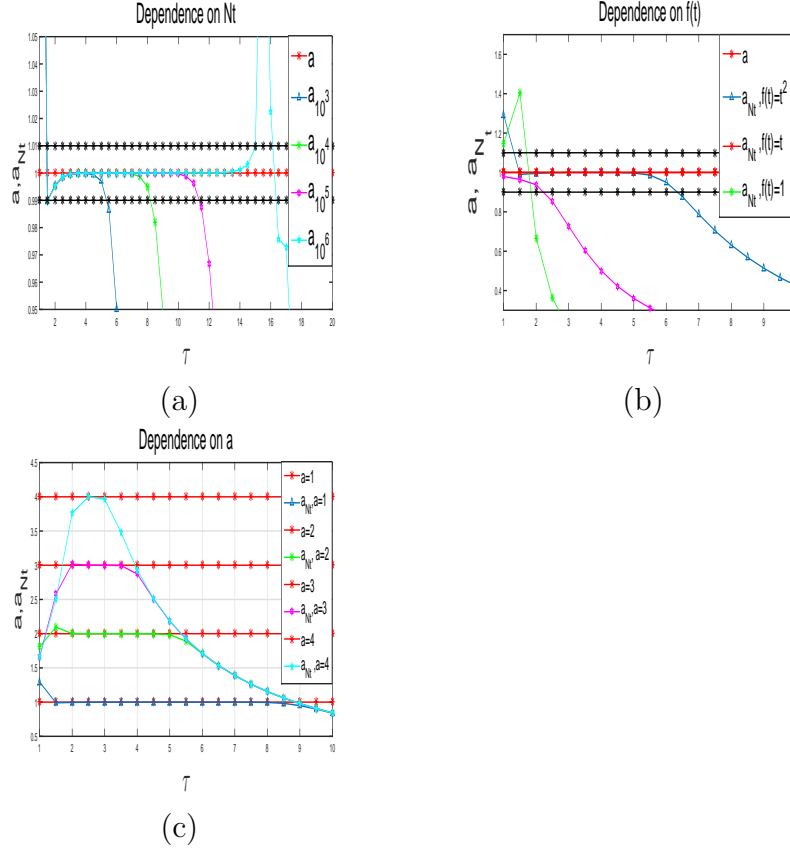 Dependence on Nt
a, a_Nt
1.05
1.04
1.03
1.02
1.01
1
0.99
0.98
0.97
0.96
0.95
2 4 6 8 10 12 14 16 18 20
τ
a
a_10^3
a_10^4
a_10^5
a_10^6
(a)
Dependence on f(t)
a, a_Nt
1.6
1.4
1.2
1
0.8
0.6
0.4
1 2 3 4 5 6 7 8 9
τ
a
a_Nt, f(t)=t^2
a_Nt, f(t)=t
a_Nt, f(t)=1
(b)
Dependence on a
a, a_Nt
4.5
4
3.5
3
2.5
2
1.5
1
0.5
1 2 3 4 5 6 7 8 9 10
τ
a=1
a_Nt, a=1
a=2
a_Nt, a=2
a=3
a_Nt, a=3
a=4
a_Nt, a=4
(c)